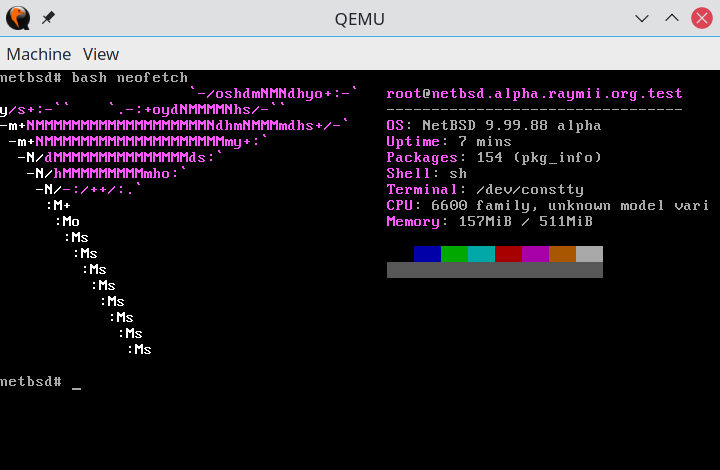 QEMU
Machine View
netbsd# bash neofetch
`-/oshdmNMNdhyo+:-` root@netbsd.alpha.raymii.org.test
y/s+:-`` `.-:+oydNMMMMNhs/-`` ---------------------------------
-m+NMMMMMMMMMMMMMMMMMMMNdhmNMMMmdhs+/-` OS: NetBSD 9.99.88 alpha
-m+NMMMMMMMMMMMMMMMMMMMMmy+:` Uptime: 7 mins
-N/dMMMMMMMMMMMMMMMds:` Packages: 154 (pkg_info)
-N/hMMMMMMMMMmho:` Shell: sh
-N/-:/++/:.` Terminal: /dev/constty
:M+ CPU: 6600 family, unknown model vari
:Mo Memory: 157MiB / 511MiB
:Ms
:Ms
:Ms
:Ms
:Ms
:Ms
:Ms
:Ms
netbsd# _